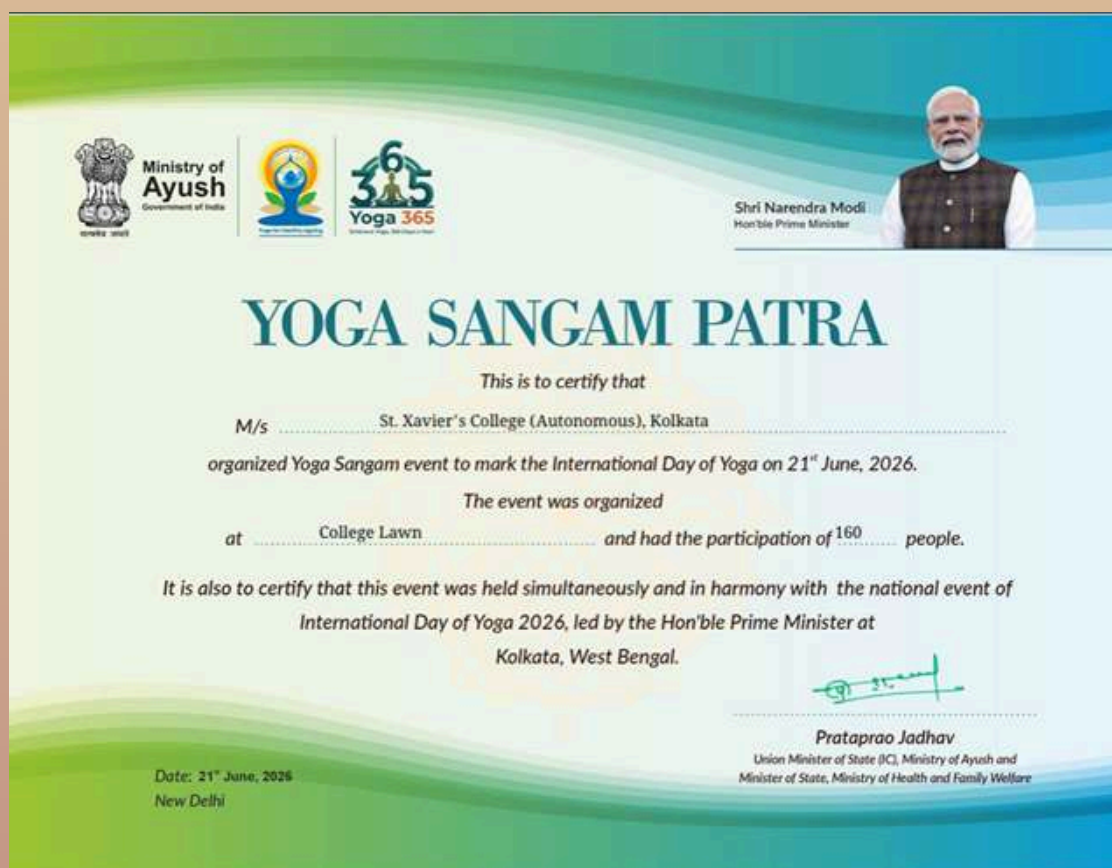 Ministry of
Ayush
Government of India
सत्यमेव जयते
365
Yoga 365
Shri Narendra Modi
Hon'ble Prime Minister
YOGA SANGAM PATRA
This is to certify that
M/s St. Xavier's College (Autonomous), Kolkata
organized Yoga Sangam event to mark the International Day of Yoga on 21st June, 2026.
The event was organized
at College Lawn and had the participation of 160 people.
It is also to certify that this event was held simultaneously and in harmony with the national event of
International Day of Yoga 2026, led by the Hon'ble Prime Minister at
Kolkata, West Bengal.
Prataprao Jadhav
Union Minister of State (IC), Ministry of Ayush and
Minister of State, Ministry of Health and Family Welfare
Date: 21st June, 2026
New Delhi